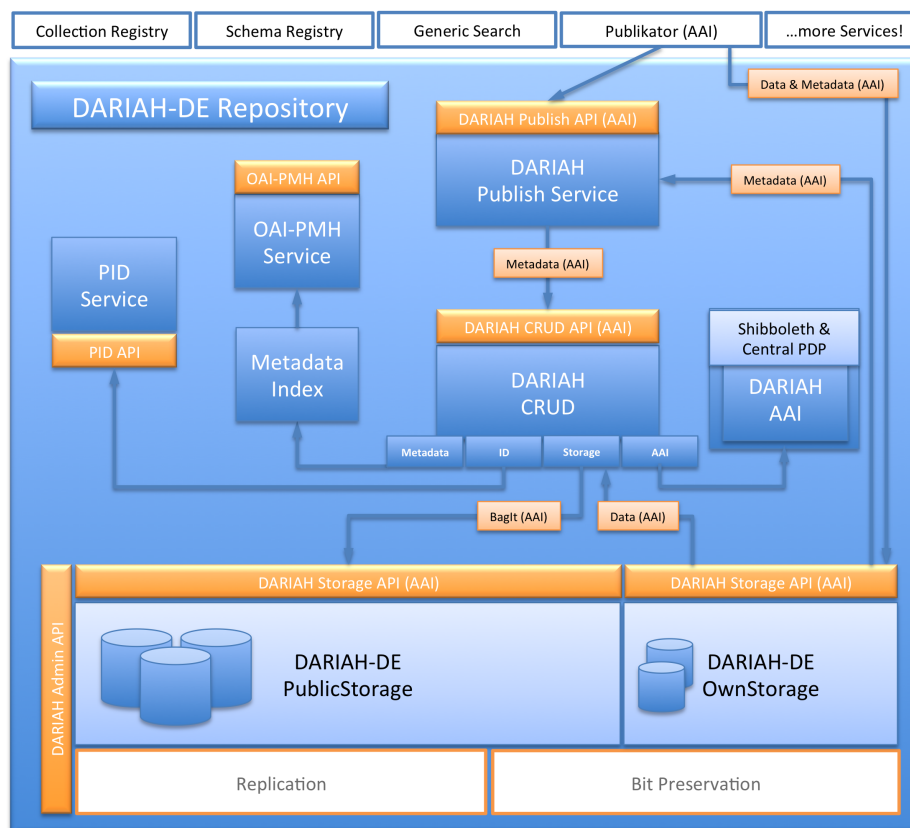 Collection Registry
Schema Registry
Generic Search
Publikator (AAI)
...more Services!
DARIAH-DE Repository
Data & Metadata (AAI)
DARIAH Publish API (AAI)
DARIAH
Publish Service
Metadata (AAI)
OAI-PMH API
OAI-PMH
Service
PID
Service
PID API
Metadata (AAI)
DARIAH CRUD API (AAI)
DARIAH
CRUD
Metadata
Index
Shibboleth &
Central PDP
DARIAH
AAI
Metadata
ID
Storage
AAI
BagIt (AAI)
Data (AAI)
DARIAH Storage API (AAI)
DARIAH Storage API (AAI)
DARIAH Admin API
DARIAH-DE
PublicStorage
DARIAH-DE
OwnStorage
Replication
Bit Preservation